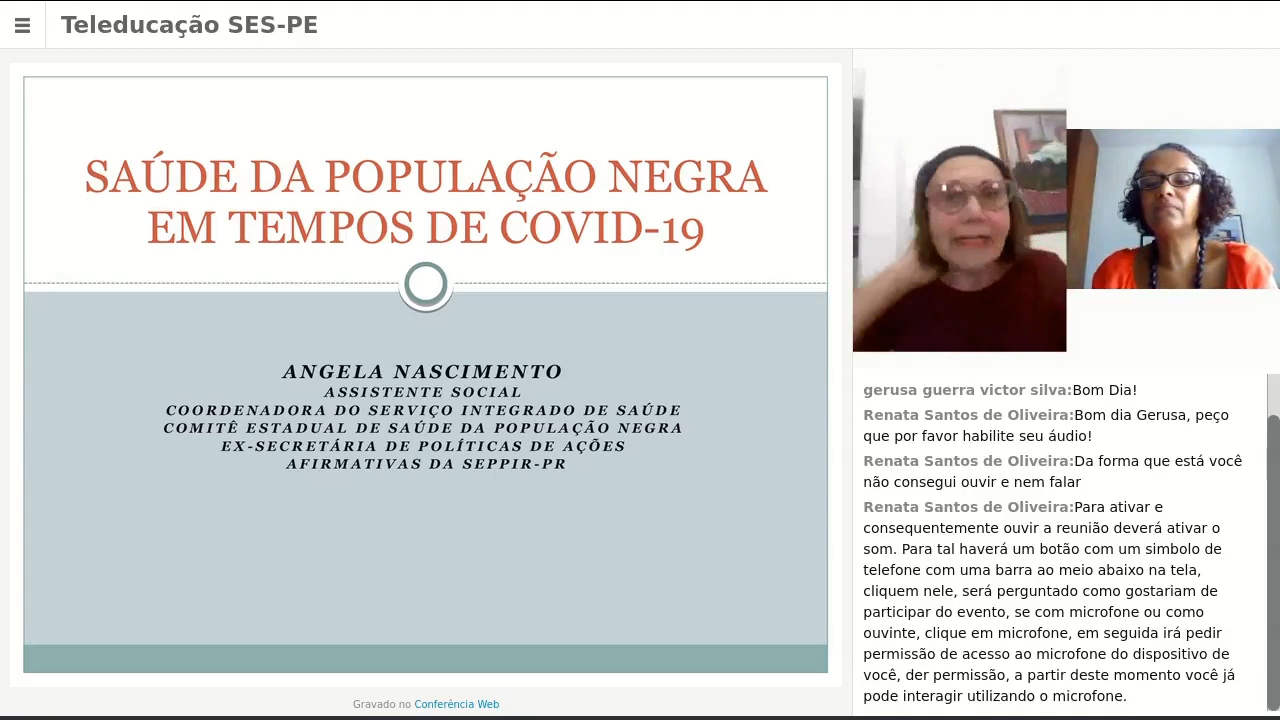 Teleducação SES-PE
SAÚDE DA POPULAÇÃO NEGRA
EM TEMPOS DE COVID-19
ANGELA NASCIMENTO
ASSISTENTE SOCIAL
COORDENADORA DO SERVIÇO INTEGRADO DE SAÚDE
COMITÊ ESTADUAL DE SAÚDE DA POPULAÇÃO NEGRA
EX-SECRETÁRIA DE POLÍTICAS DE AÇÕES
AFIRMATIVAS DA SEPPIR-PR
Gravado no Conferência Web
gerusa guerra victor silva:Bom Dia!
Renata Santos de Oliveira:Bom dia Gerusa, peço
que por favor habilite seu áudio!
Renata Santos de Oliveira:Da forma que está você
não consegui ouvir e nem falar
Renata Santos de Oliveira:Para ativar e
consequentemente ouvir a reunião deverá ativar o
som. Para tal haverá um botão com um simbolo de
telefone com uma barra ao meio abaixo na tela,
cliquem nele, será perguntado como gostariam de
participar do evento, se com microfone ou como
ouvinte, clique em microfone, em seguida irá pedir
permissão de acesso ao microfone do dispositivo de
você, der permissão, a partir deste momento você já
pode interagir utilizando o microfone.